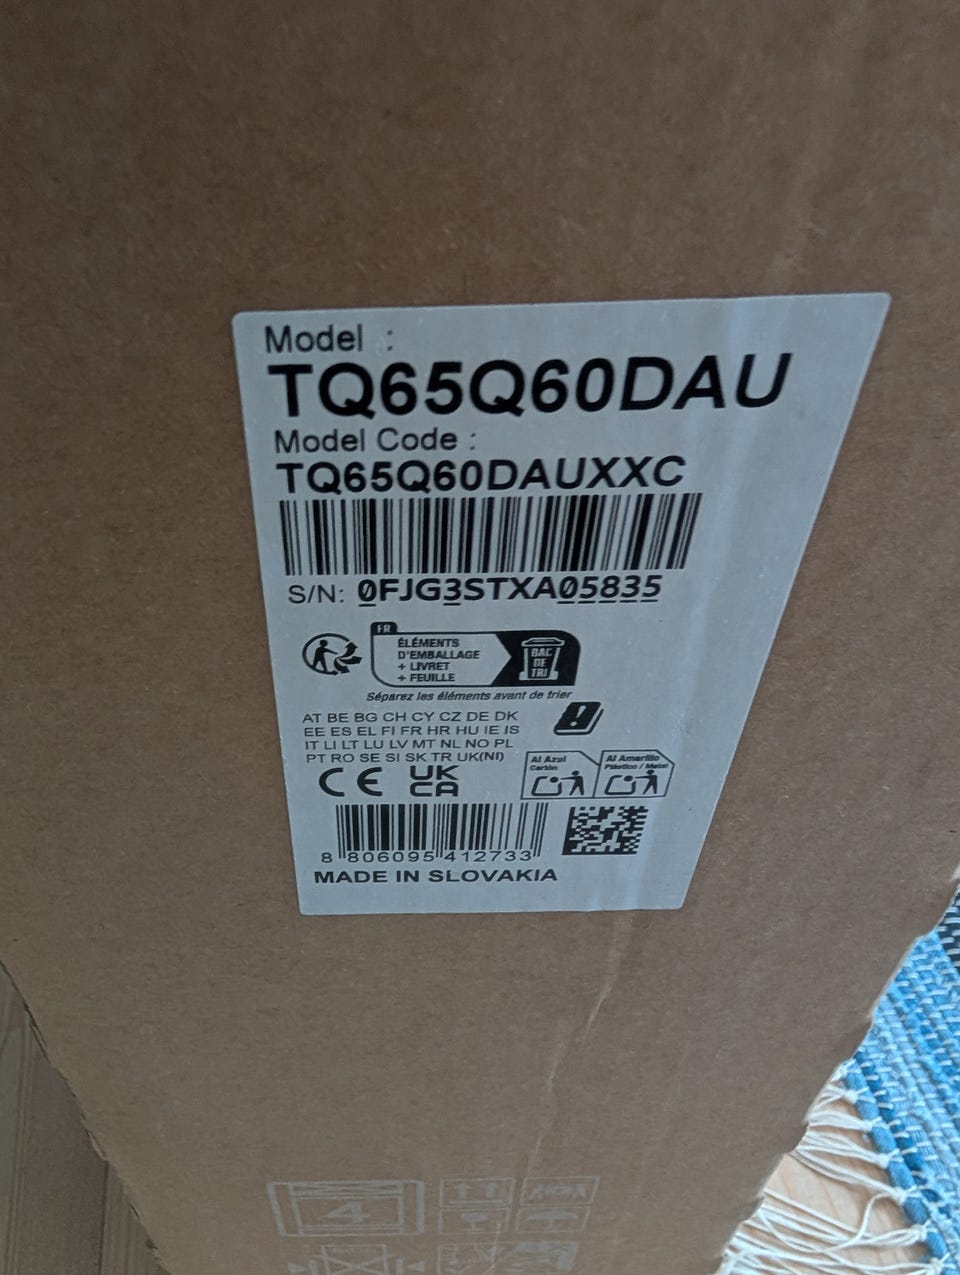 Model :
TQ65Q60DAU
Model Code :
TQ65Q60DAUXXC
S/N: 0FJG3STXA05835
FR
ÉLÉMENTS
D'EMBALLAGE
+ LIVRET
+ FEUILLE
BAC
DE
TRI
Séparez les éléments avant de trier
AT BE BG CH CY CZ DE DK
EE ES EL FI FR HR HU IE IS
IT LI LT LU LV MT NL NO PL
PT RO SE SI SK TR UK(NI)
Al Azul
Cartón
Al Amarillo
Plástico / Metal
CE UK
CA
8 806095 412733
MADE IN SLOVAKIA
4